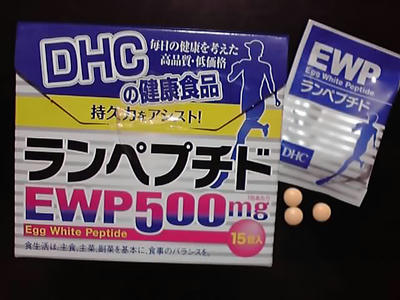 DHC
毎日の健康を考えた
高品質・低価格
の健康食品
持久力をアシスト!
ランペプチド
EWP500mg
Egg White Peptide
15包入
食生活は、主食、主菜、副菜を基本に、食事のバランスを。
EWP
Egg White Peptide
ランペプチド
DHC